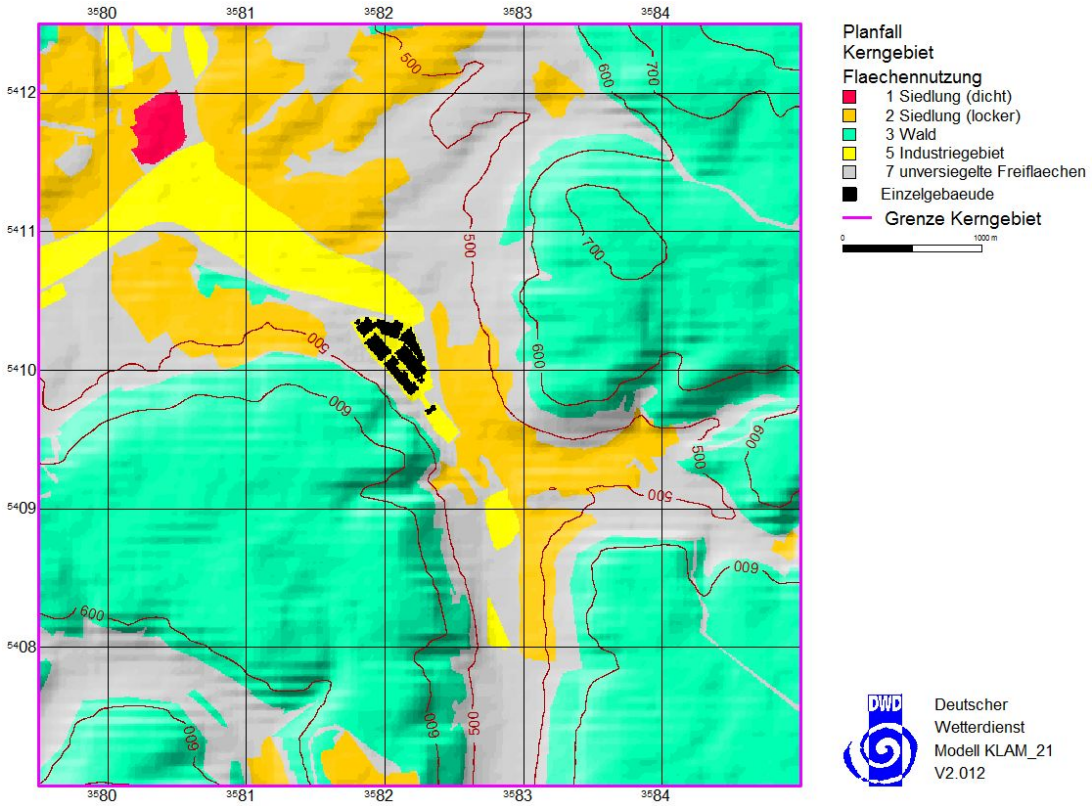 3580 3581 3582 3583 3584
5412
5411
5410
5409
5408
3580 3581 3582 3583 3584
500
600
700
700
500
500
600
600
500
600
500
500
600
600
600
600
500
Planfall
Kerngebiet
Flaechennutzung
1 Siedlung (dicht)
2 Siedlung (locker)
3 Wald
5 Industriegebiet
7 unversiegelte Freiflaechen
Einzelgebaeude
Grenze Kerngebiet
0 1000 m
DWD
Deutscher
Wetterdienst
Modell KLAM_21
V2.012